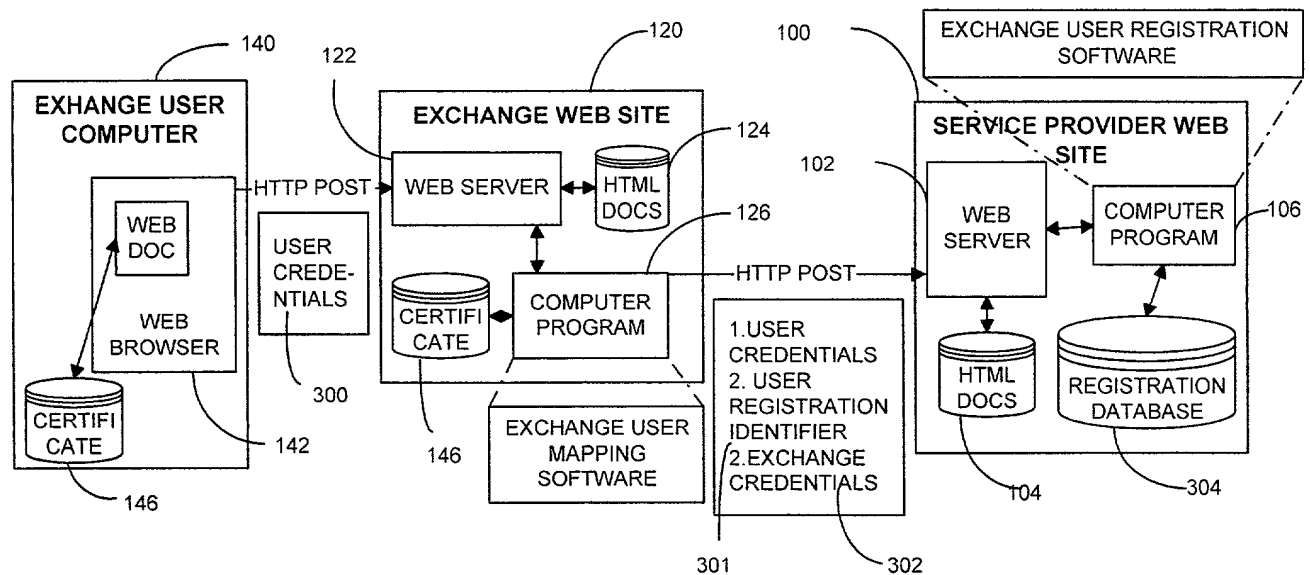 EXCHANGE USER REGISTRATION
SOFTWARE
140
122
120
100
EXHANGE USER
COMPUTER
EXCHANGE WEB SITE
SERVICE PROVIDER WEB
SITE
124
102
HTTP POST
WEB SERVER
HTML
DOCS
WEB
DOC
USER
CREDE-
NTIALS
126
WEB
SERVER
COMPUTER
PROGRAM
106
HTTP POST
WEB
BROWSER
CERTIFI
CATE
COMPUTER
PROGRAM
1.USER
CREDENTIALS
2. USER
REGISTRATION
IDENTIFIER
2.EXCHANGE
CREDENTIALS
HTML
DOCS
REGISTRATION
DATABASE
300
CERTIFI
CATE
142
146
EXCHANGE USER
MAPPING
SOFTWARE
146
104
304
301
302